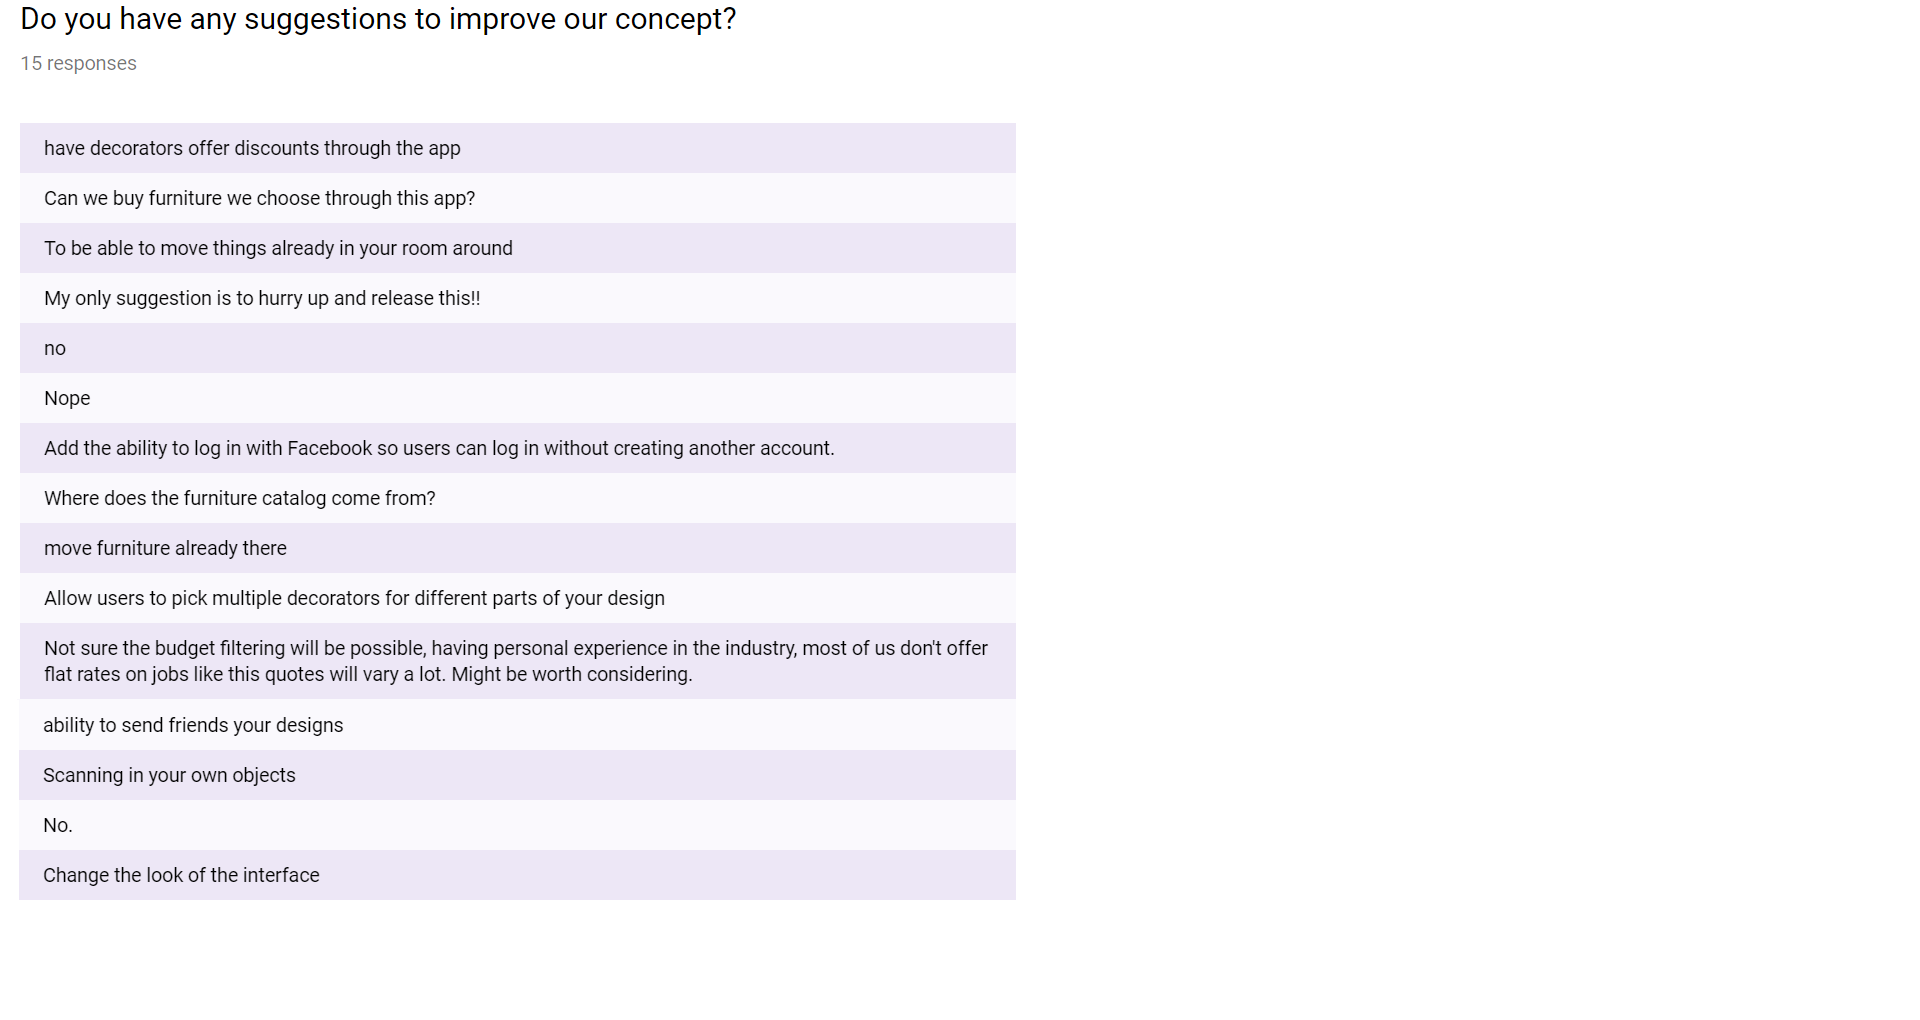 Do you have any suggestions to improve our concept?
15 responses
have decorators offer discounts through the app
Can we buy furniture we choose through this app?
To be able to move things already in your room around
My only suggestion is to hurry up and release this!!
no
Nope
Add the ability to log in with Facebook so users can log in without creating another account.
Where does the furniture catalog come from?
move furniture already there
Allow users to pick multiple decorators for different parts of your design
Not sure the budget filtering will be possible, having personal experience in the industry, most of us don't offer
flat rates on jobs like this quotes will vary a lot. Might be worth considering.
ability to send friends your designs
Scanning in your own objects
No.
Change the look of the interface